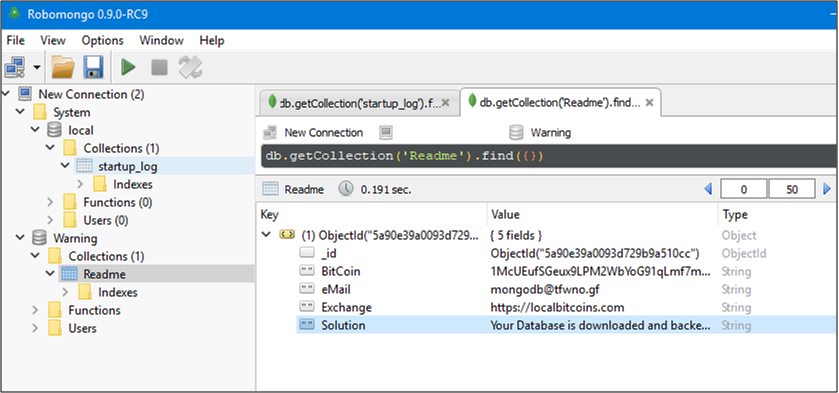 Robomongo 0.9.0-RC9
File View Options Window Help
New Connection (2)
System
local
Collections (1)
startup_log
Indexes
Functions (0)
Users (0)
Warning
Collections (1)
Readme
Indexes
Functions
Users
db.getCollection('startup_log').f... db.getCollection('Readme').find...
New Connection Warning
db.getCollection('Readme').find({})
Readme 0.191 sec. 0 50
Key Value Type
(1) ObjectId("5a90e39a0093d729... { 5 fields } Object
_id ObjectId("5a90e39a0093d729b9a510cc") ObjectId
BitCoin 1McUEufSGeux9LPM2WbYoG91qLmf7m... String
eMail mongodb@tfwno.gf String
Exchange https://localbitcoins.com String
Solution Your Database is downloaded and backe... String